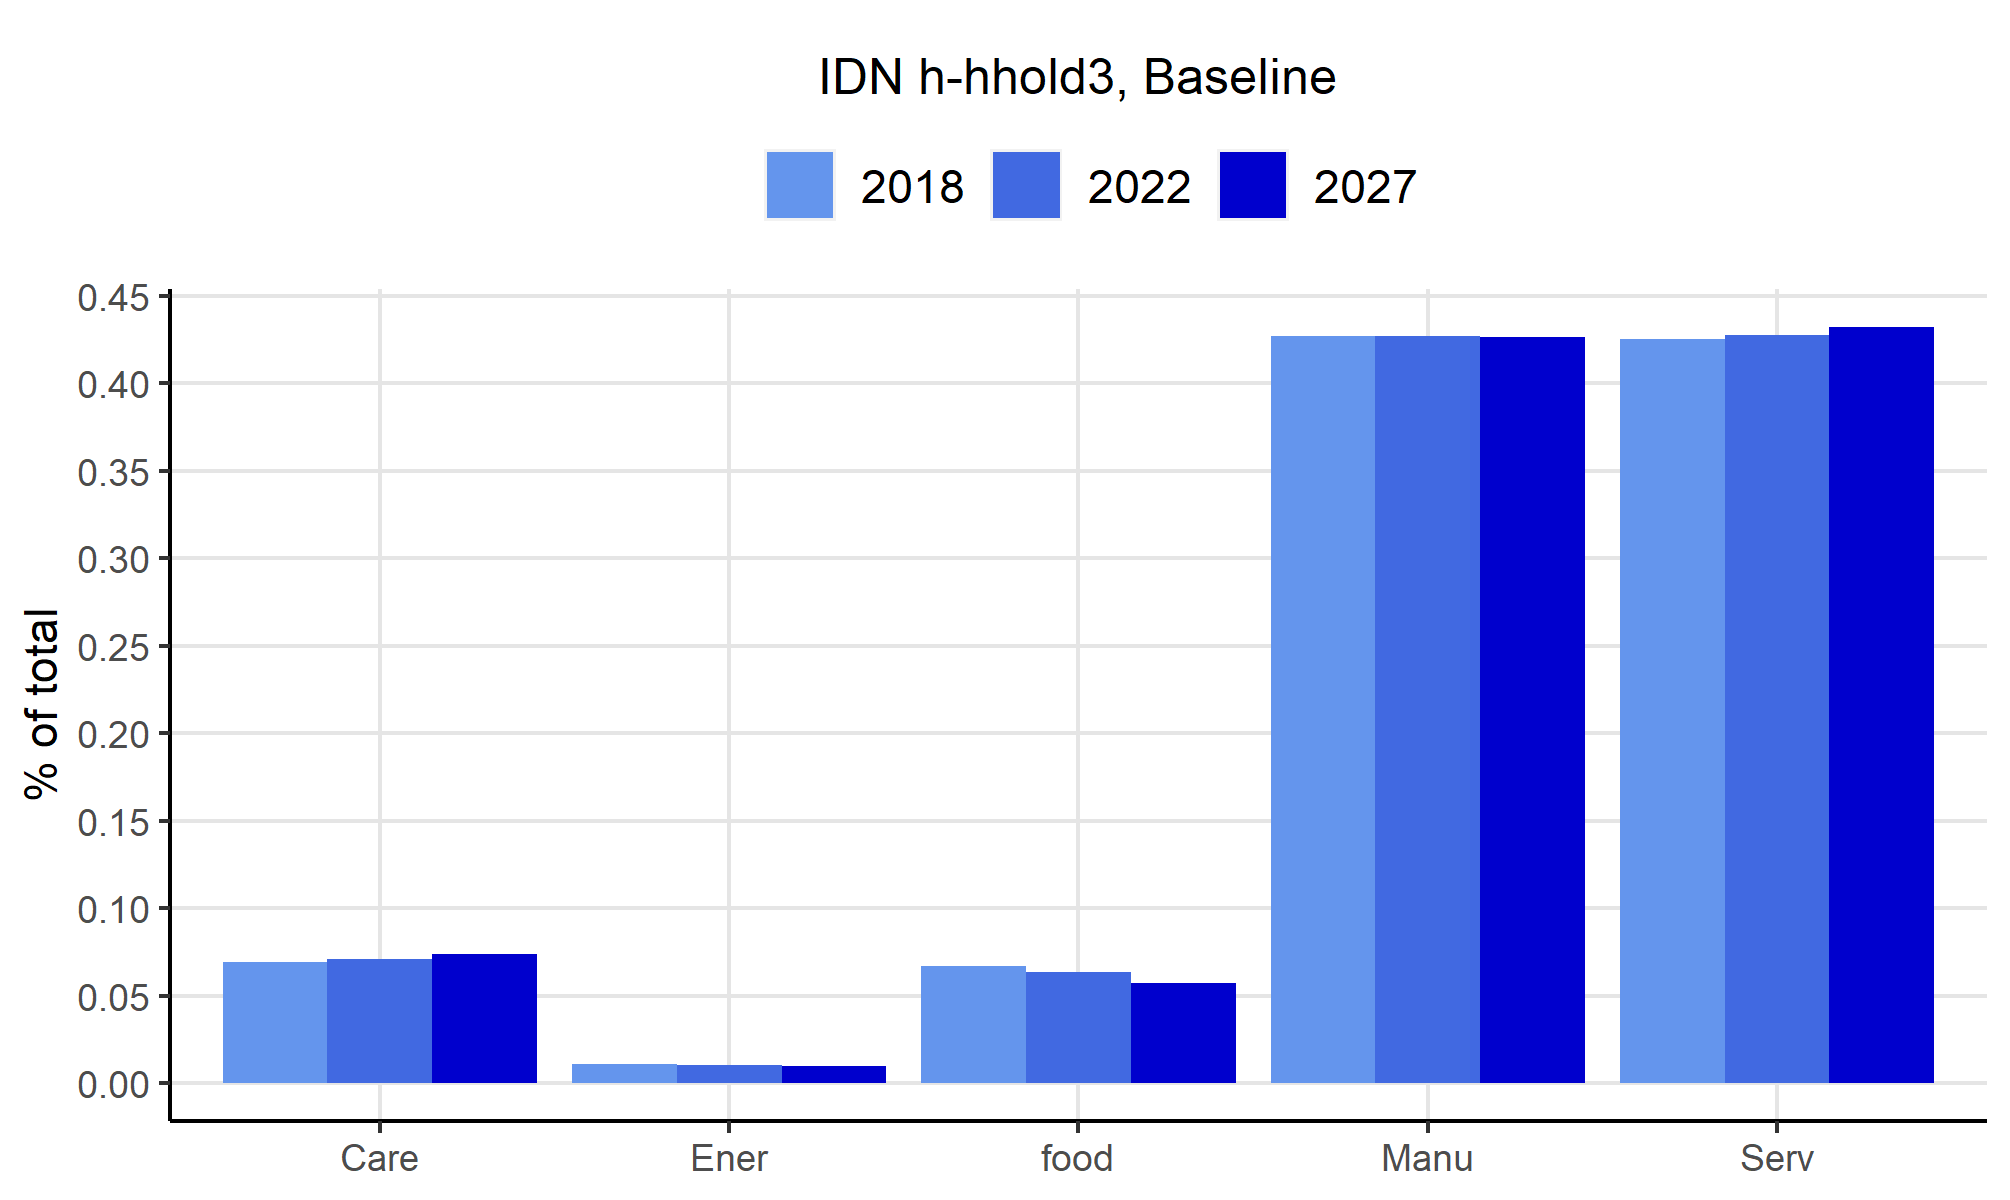 IDN h-hhold3, Baseline
2018 2022 2027
0.45
0.40
0.35
0.30
0.25
0.20
0.15
0.10
0.05
0.00
% of total
Care Ener food Manu Serv